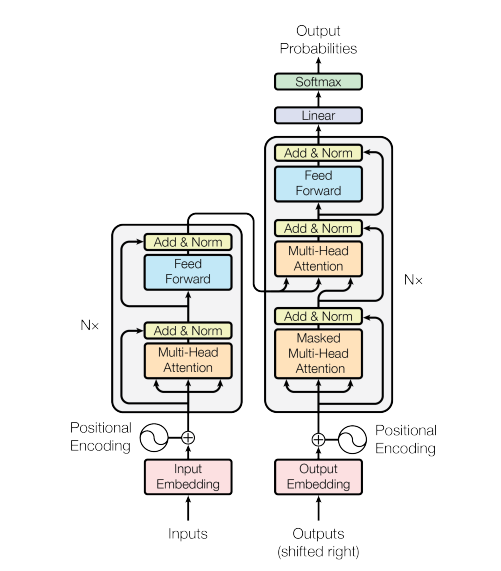 Output
Probabilities
Softmax
Linear
Add & Norm
Feed
Forward
Add & Norm
Multi-Head
Attention
Add & Norm
Masked
Multi-Head
Attention
Nx
Add & Norm
Feed
Forward
Add & Norm
Multi-Head
Attention
N×
Positional
Encoding
Positional
Encoding
Input
Embedding
Output
Embedding
Inputs
Outputs
(shifted right)